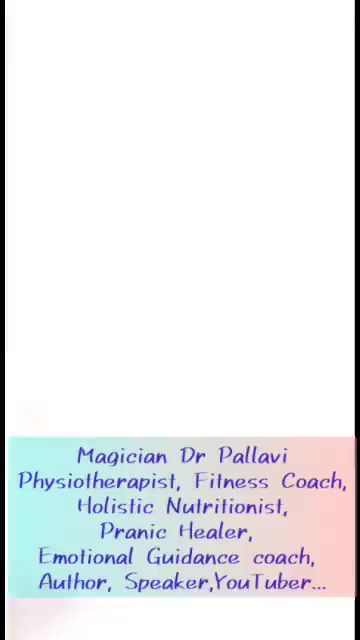 Magician Dr Pallavi
Physiotherapist, Fitness Coach,
Holistic Nutritionist,
Pranic Healer,
Emotional Guidance coach,
Author, Speaker,YouTuber...